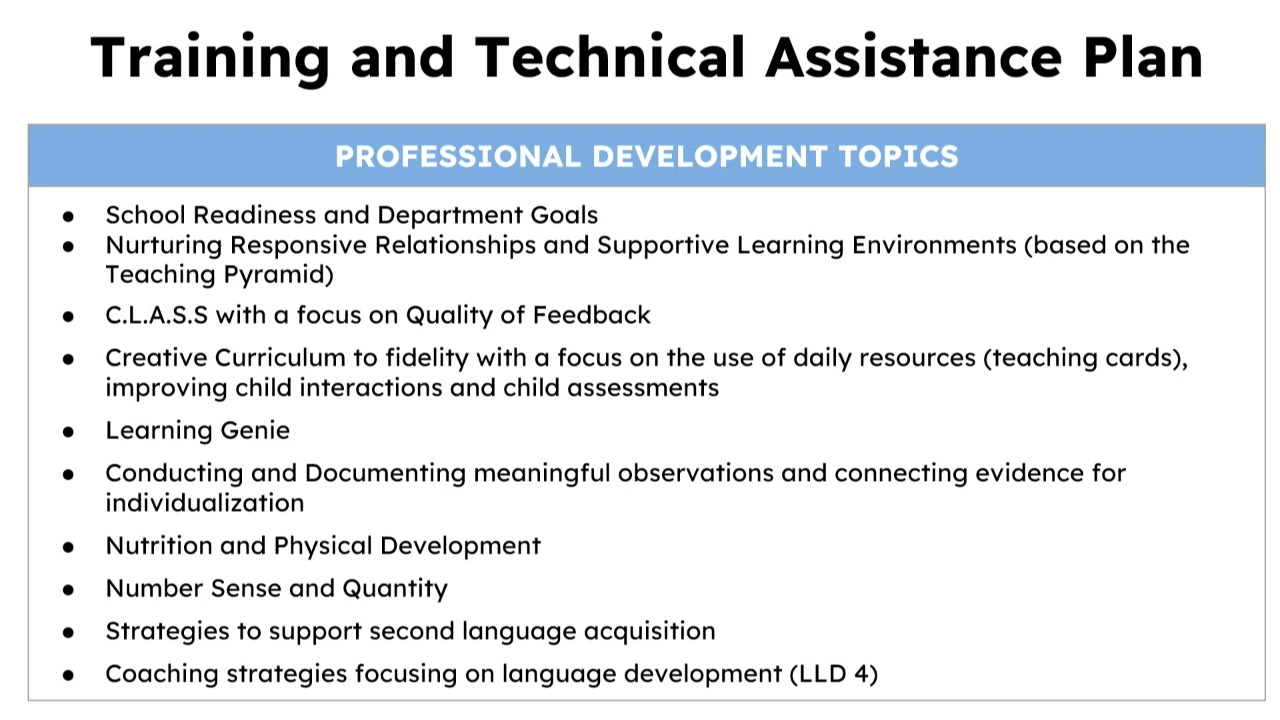 Training and Technical Assistance Plan
PROFESSIONAL DEVELOPMENT TOPICS
● School Readiness and Department Goals
● Nurturing Responsive Relationships and Supportive Learning Environments (based on the
Teaching Pyramid)
● C.L.A.S.S with a focus on Quality of Feedback
● Creative Curriculum to fidelity with a focus on the use of daily resources (teaching cards),
improving child interactions and child assessments
● Learning Genie
● Conducting and Documenting meaningful observations and connecting evidence for
individualization
● Nutrition and Physical Development
● Number Sense and Quantity
● Strategies to support second language acquisition
● Coaching strategies focusing on language development (LLD 4)